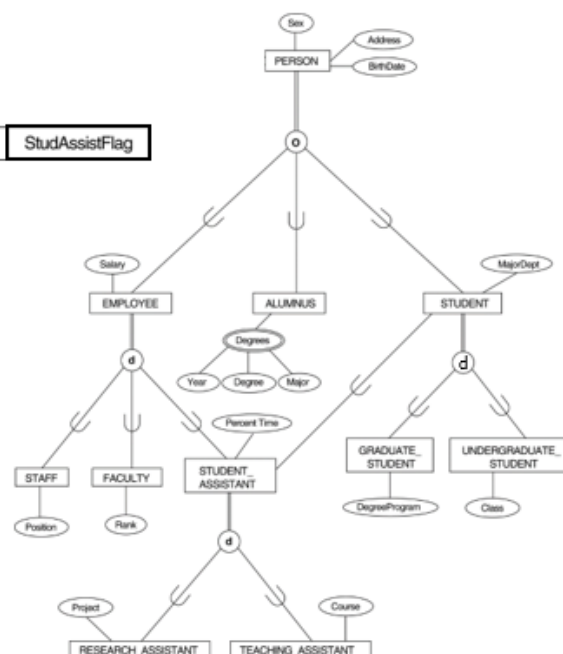 Sex
Address
PERSON
BirthDate
StudAssistFlag
o
Salary
MajorDept
EMPLOYEE
ALUMNUS
STUDENT
Degrees
d
d
Year
Degree
Major
Percent Time
GRADUATE_
STUDENT
UNDERGRADUATE_
STUDENT
STAFF
FACULTY
STUDENT_
ASSISTANT
DegreeProgram
Class
Position
Rank
d
Project
Course
RESEARCH_ASSISTANT
TEACHING_ASSISTANT